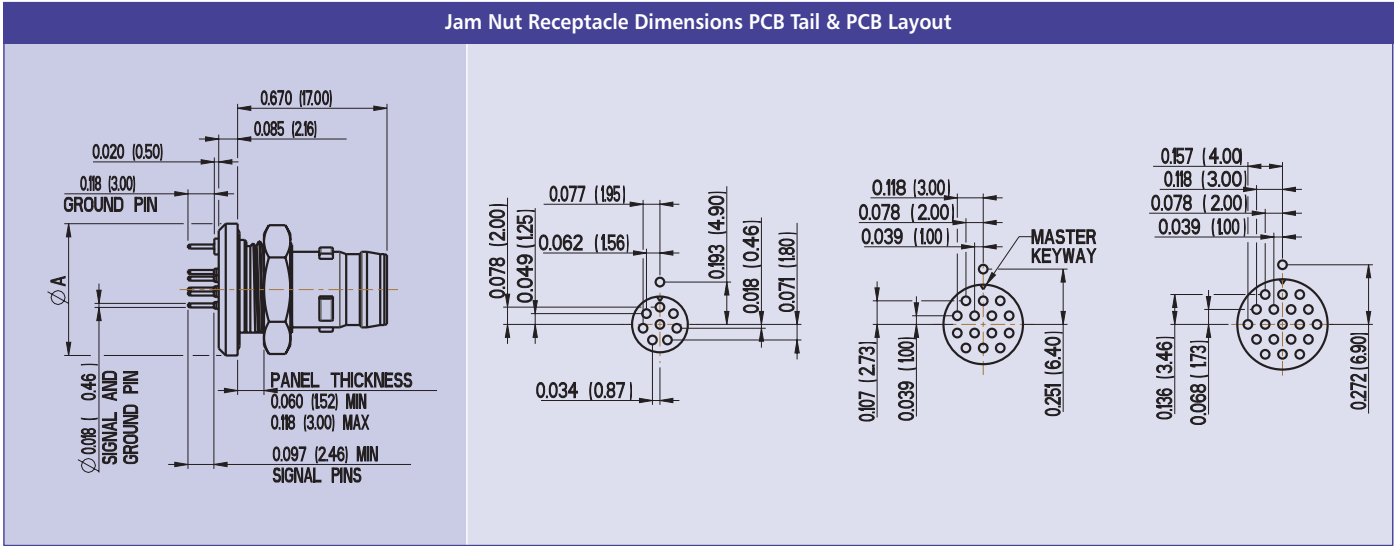 Jam Nut Receptacle Dimensions PCB Tail & PCB Layout
0.670 (17.00)
0.085 (2.16)
0.020 (0.50)
0.118 (3.00)
GROUND PIN
Ø A
Ø 0.018 ( 0.46 )
SIGNAL AND
GROUND PIN
PANEL THICKNESS
0.060 (1.52) MIN
0.118 (3.00) MAX
0.097 (2.46) MIN
SIGNAL PINS
0.077 (1.95)
0.062 (1.56)
0.078 (2.00)
0.049 (1.25)
0.193 (4.90)
0.018 (0.46)
0.071 (1.80)
0.034 (0.87)
0.118 (3.00)
0.078 (2.00)
0.039 (1.00)
MASTER
KEYWAY
0.107 (2.73)
0.039 (1.00)
0.251 (6.40)
0.157 (4.00)
0.118 (3.00)
0.078 (2.00)
0.039 (1.00)
0.136 (3.46)
0.068 (1.73)
0.272 (6.90)